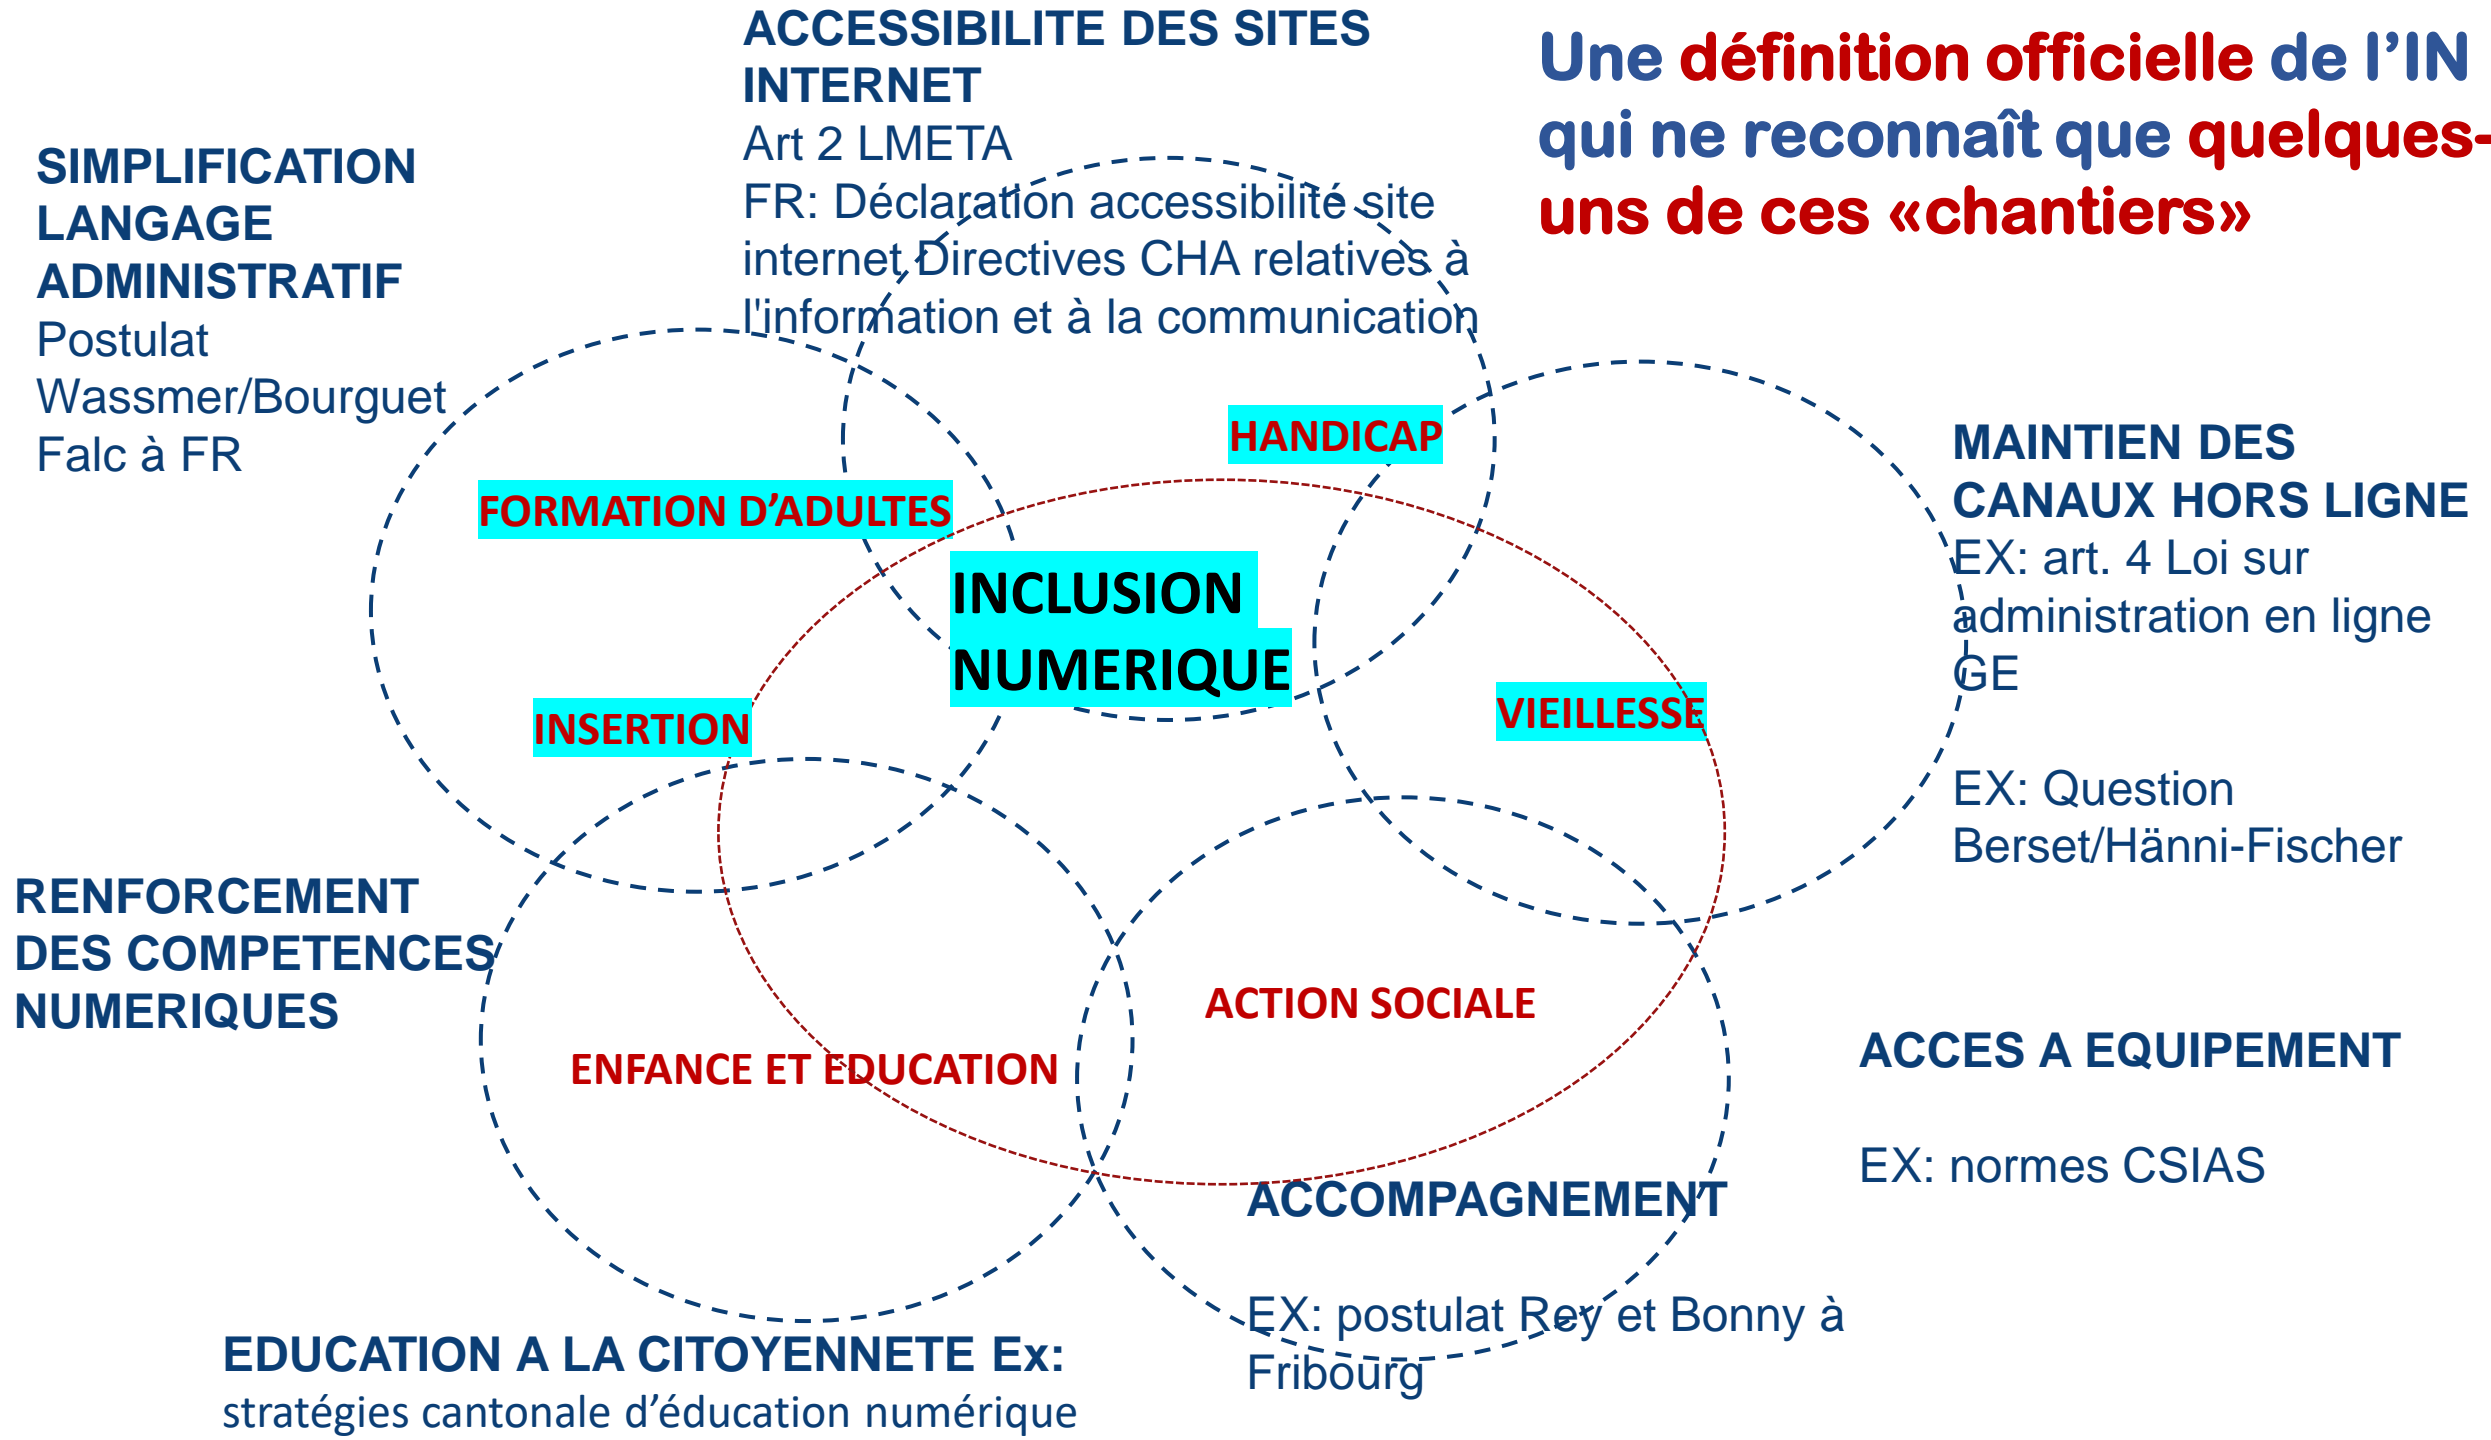 Une définition officielle de l’IN
qui ne reconnaît que quelques-
uns de ces «chantiers»
ACCESSIBILITE DES SITES
INTERNET
Art 2 LMETA
FR: Déclaration accessibilité site
internet Directives CHA relatives à
l'information et à la communication
SIMPLIFICATION
LANGAGE
ADMINISTRATIF
Postulat
Wassmer/Bourguet
Falc à FR
HANDICAP
FORMATION D’ADULTES
INCLUSION
NUMERIQUE
INSERTION
VIEILLESSE
MAINTIEN DES
CANAUX HORS LIGNE
EX: art. 4 Loi sur
administration en ligne
GE
EX: Question
Berset/Hänni-Fischer
RENFORCEMENT
DES COMPETENCES
NUMERIQUES
ACTION SOCIALE
ENFANCE ET EDUCATION
ACCES A EQUIPEMENT
EX: normes CSIAS
ACCOMPAGNEMENT
EX: postulat Rey et Bonny à
Fribourg
EDUCATION A LA CITOYENNETE Ex:
stratégies cantonale d’éducation numérique